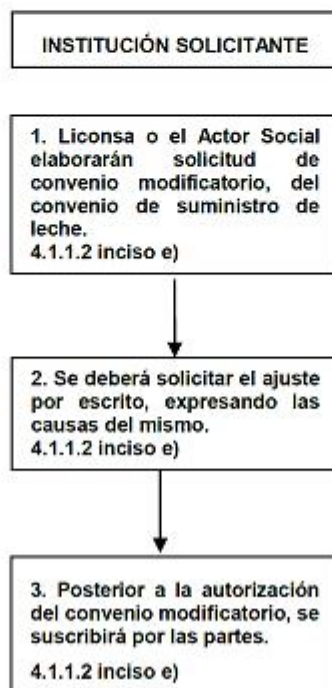 INSTITUCIÓN SOLICITANTE
1. Liconsa o el Actor Social
elaborarán solicitud de
convenio modificatorio, del
convenio de suministro de
leche.
4.1.1.2 inciso e)
2. Se deberá solicitar el ajuste
por escrito, expresando las
causas del mismo.
4.1.1.2 inciso e)
3. Posterior a la autorización
del convenio modificatorio, se
suscribirá por las partes.
4.1.1.2 inciso e)